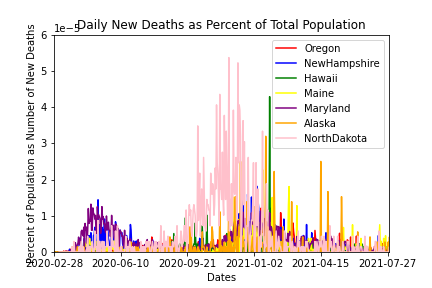 Daily New Deaths as Percent of Total Population
1e−5
6
5
4
3
2
1
0
Percent of Population as Number of New Deaths
Oregon
NewHampshire
Hawaii
Maine
Maryland
Alaska
NorthDakota
2020-02-28 2020-06-10 2020-09-21 2021-01-02 2021-04-15 2021-07-27
Dates